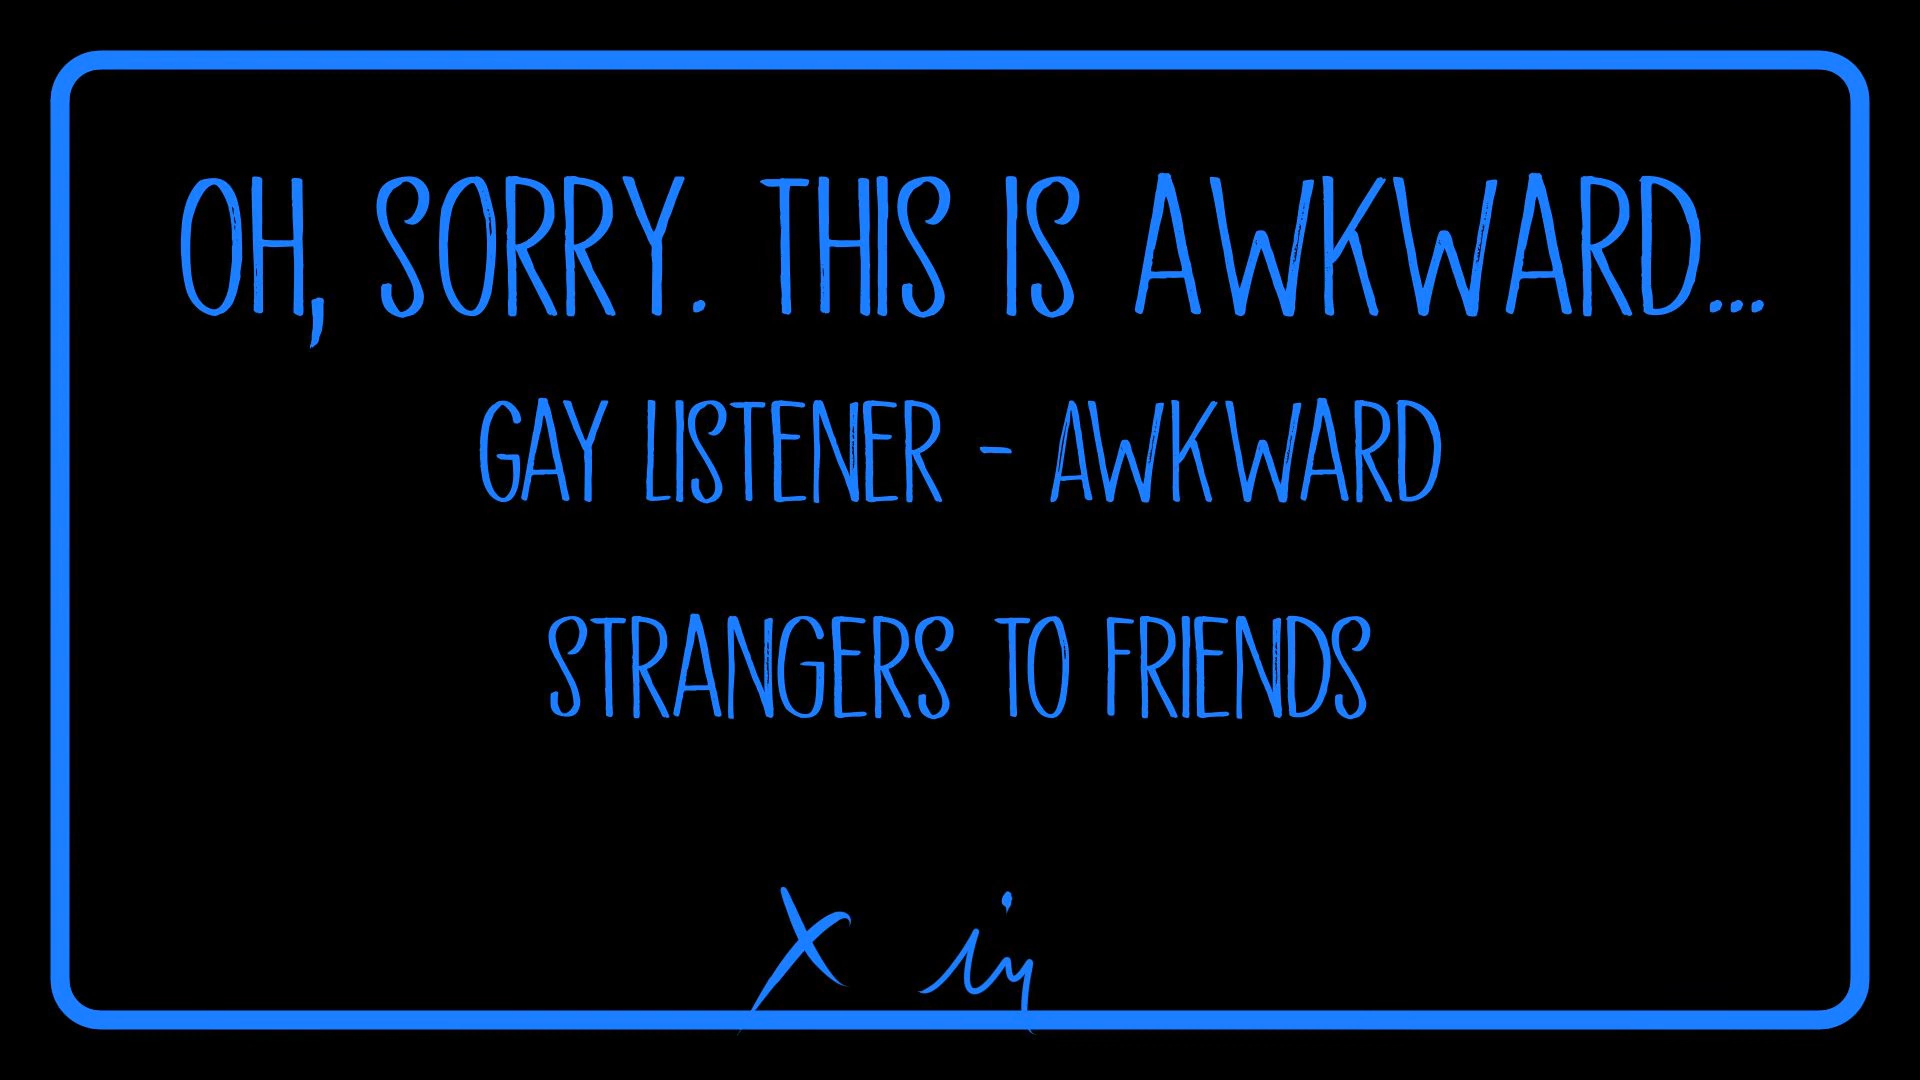 OH, SORRY. THIS IS AWKWARD...
GAY LISTENER - AWKWARD
STRANGERS TO FRIENDS